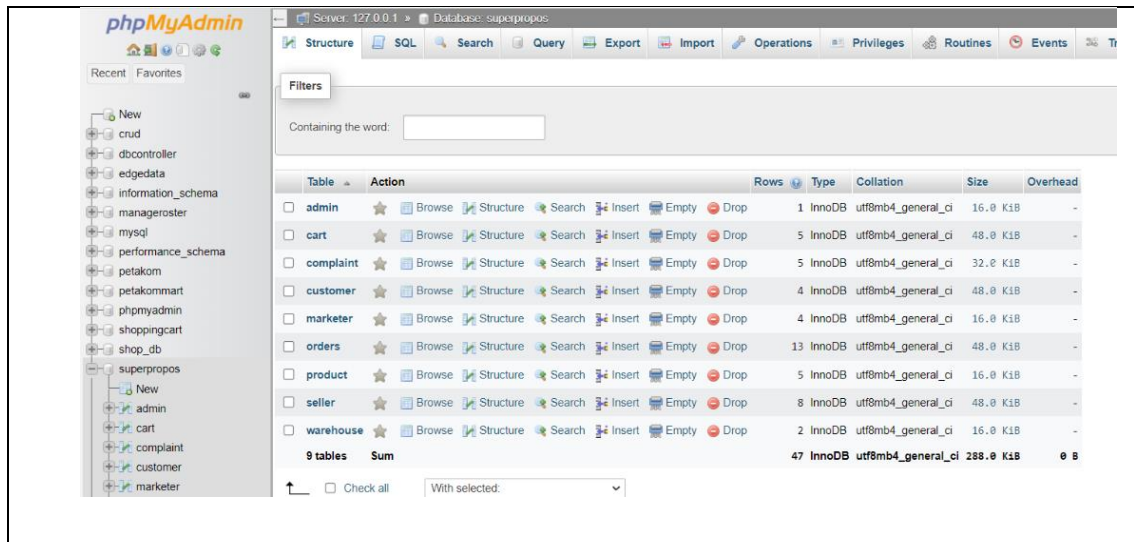 phpMyAdmin
Recent Favorites
New
crud
dbcontroller
edgedata
information_schema
manageroster
mysql
performance_schema
petakom
petakommart
phpmyadmin
shoppingcart
shop_db
superpropos
New
admin
cart
complaint
customer
marketer
Server: 127.0.0.1 » Database: superpropos
Structure SQL Search Query Export Import Operations Privileges Routines Events Tr
Filters
Containing the word:
Table Action Rows Type Collation Size Overhead
admin Browse Structure Search Insert Empty Drop 1 InnoDB utf8mb4_general_ci 16.0 KiB -
cart Browse Structure Search Insert Empty Drop 5 InnoDB utf8mb4_general_ci 48.0 KiB -
complaint Browse Structure Search Insert Empty Drop 5 InnoDB utf8mb4_general_ci 32.0 KiB -
customer Browse Structure Search Insert Empty Drop 4 InnoDB utf8mb4_general_ci 48.0 KiB -
marketer Browse Structure Search Insert Empty Drop 4 InnoDB utf8mb4_general_ci 16.0 KiB -
orders Browse Structure Search Insert Empty Drop 13 InnoDB utf8mb4_general_ci 48.0 KiB -
product Browse Structure Search Insert Empty Drop 5 InnoDB utf8mb4_general_ci 16.0 KiB -
seller Browse Structure Search Insert Empty Drop 8 InnoDB utf8mb4_general_ci 48.0 KiB -
warehouse Browse Structure Search Insert Empty Drop 2 InnoDB utf8mb4_general_ci 16.0 KiB -
9 tables Sum 47 InnoDB utf8mb4_general_ci 288.0 KiB 0 B
Check all With selected: